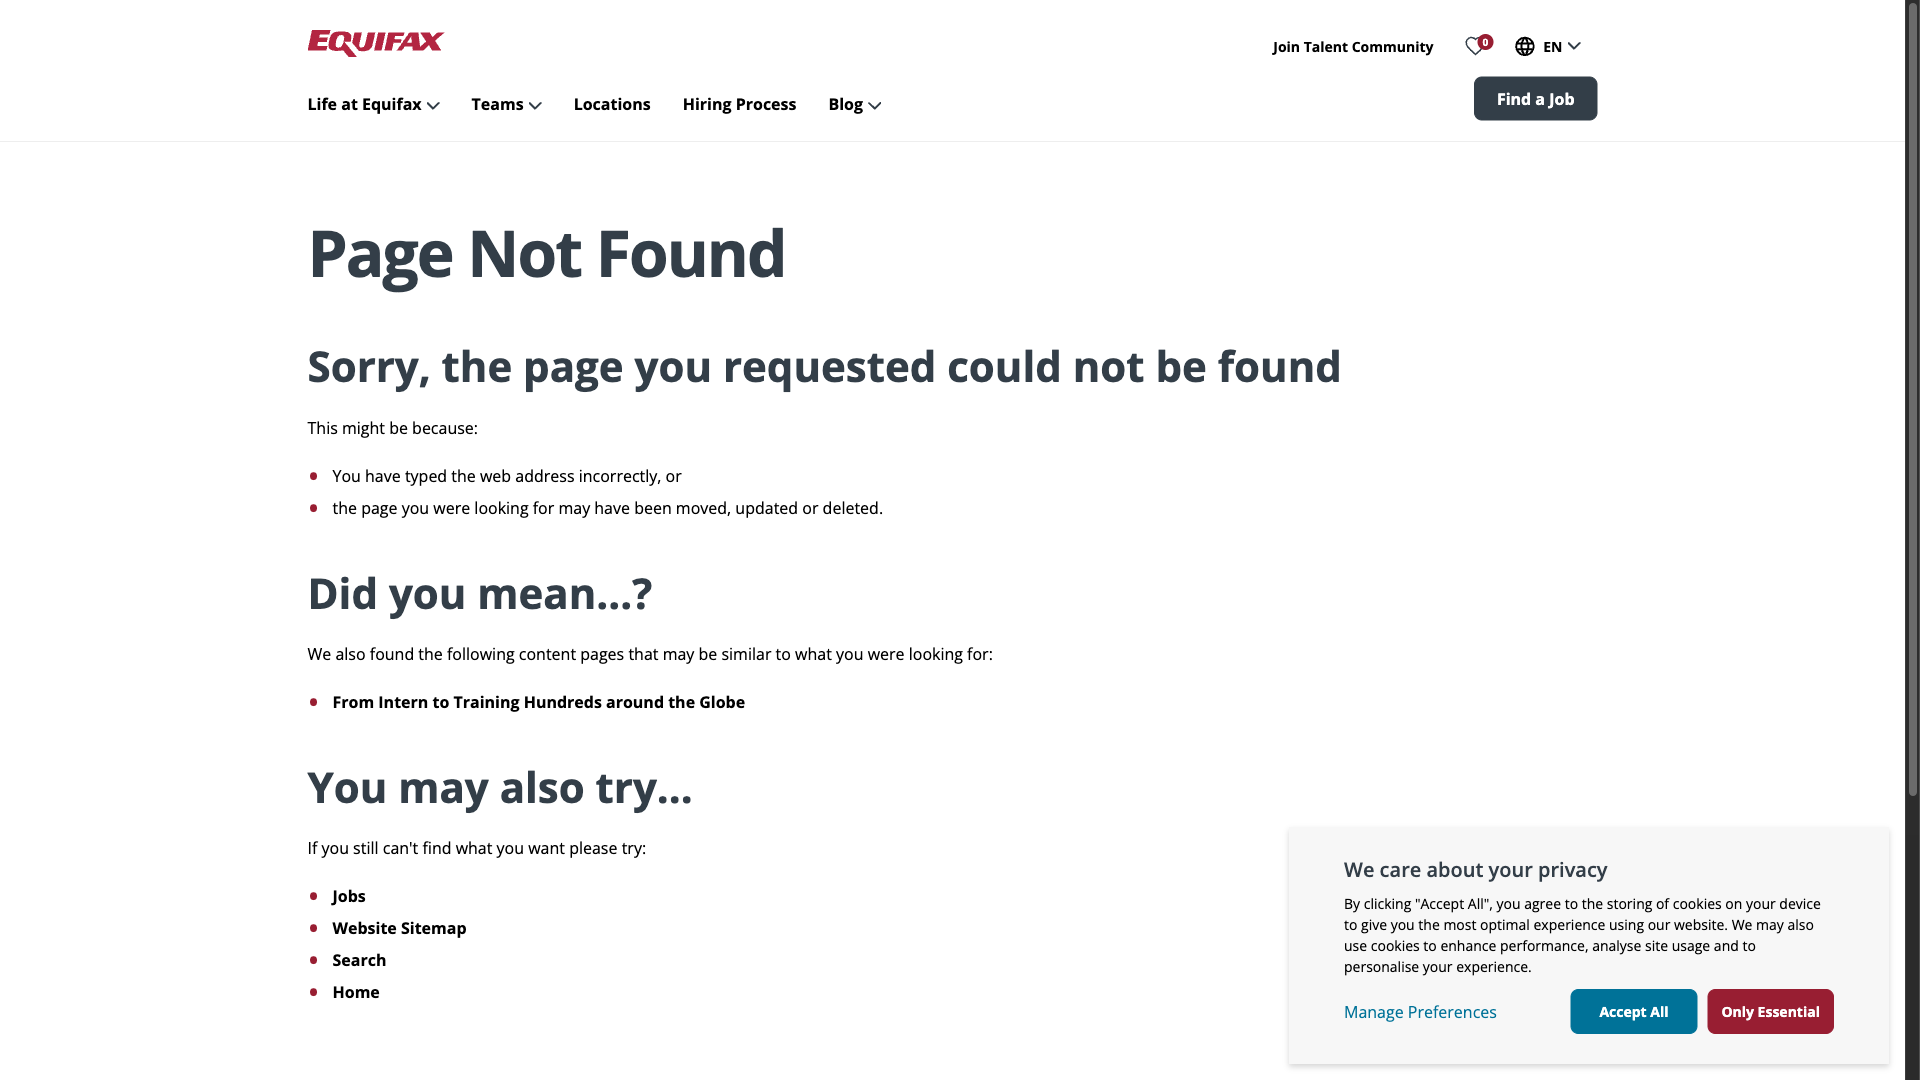 EQUIFAX
Join Talent Community
0
EN
Life at Equifax
Teams
Locations
Hiring Process
Blog
Find a Job
Page Not Found
Sorry, the page you requested could not be found
This might be because:
You have typed the web address incorrectly, or
the page you were looking for may have been moved, updated or deleted.
Did you mean...?
We also found the following content pages that may be similar to what you were looking for:
From Intern to Training Hundreds around the Globe
You may also try...
If you still can't find what you want please try:
Jobs
Website Sitemap
Search
Home
We care about your privacy
By clicking "Accept All", you agree to the storing of cookies on your device
to give you the most optimal experience using our website. We may also
use cookies to enhance performance, analyse site usage and to
personalise your experience.
Manage Preferences
Accept All
Only Essential